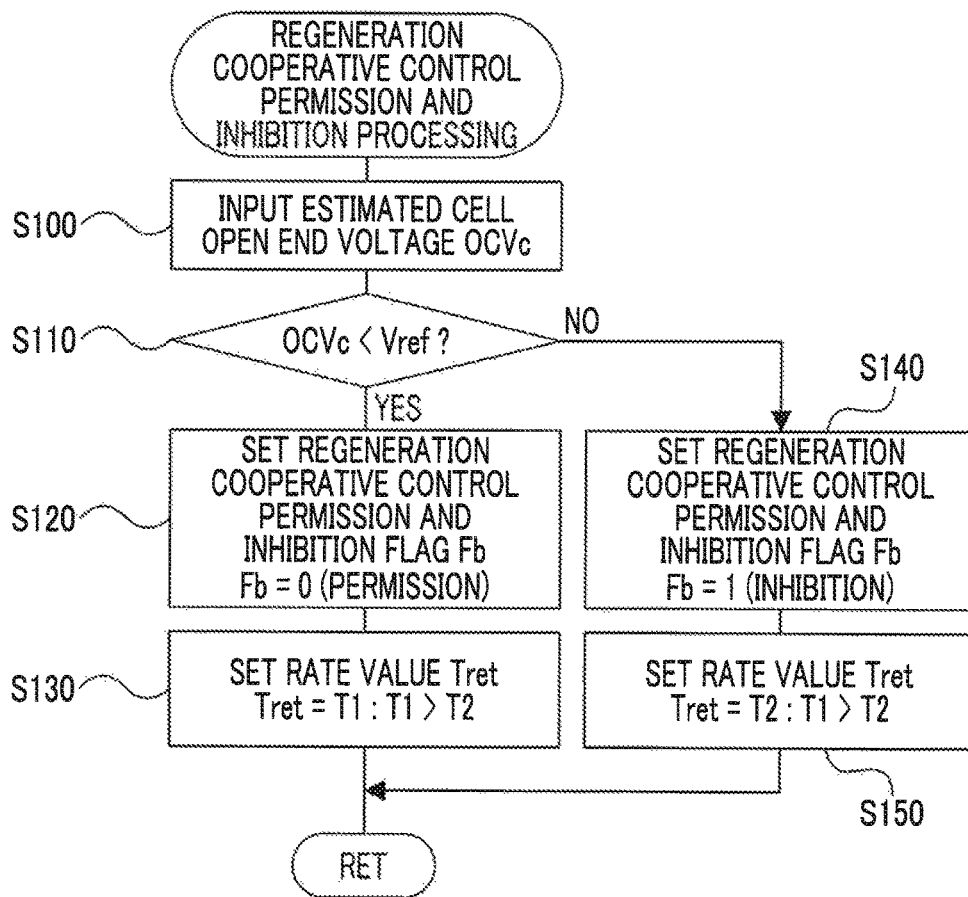 REGENERATION
COOPERATIVE CONTROL
PERMISSION AND
INHIBITION PROCESSING
S100
INPUT ESTIMATED CELL
OPEN END VOLTAGE OCVc
S110
OCVc < Vref ?
NO
YES
S140
S120
SET REGENERATION
COOPERATIVE CONTROL
PERMISSION AND
INHIBITION FLAG Fb
Fb = 0 (PERMISSION)
SET REGENERATION
COOPERATIVE CONTROL
PERMISSION AND
INHIBITION FLAG Fb
Fb = 1 (INHIBITION)
S130
SET RATE VALUE Tret
Tret = T1 : T1 > T2
SET RATE VALUE Tret
Tret = T2 : T1 > T2
S150
RET